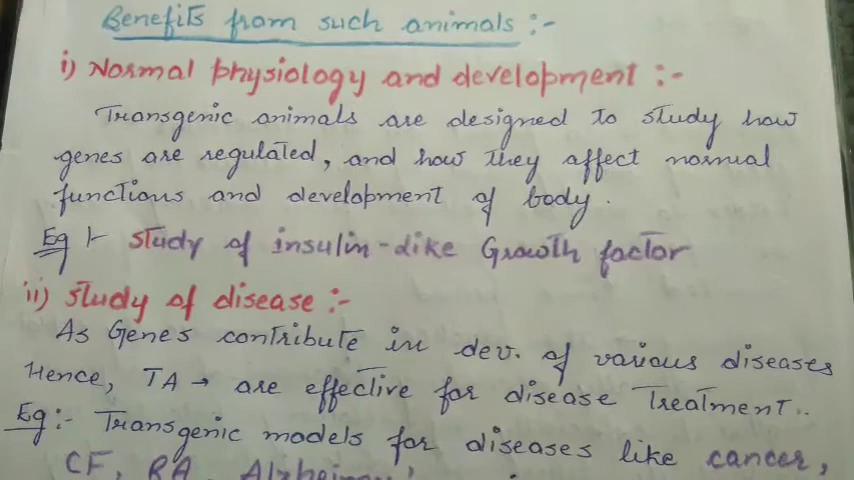 Benefits from such animals :-
i) Normal physiology and development :-
Transgenic animals are designed to study how
genes are regulated, and how they affect normal
functions and development of body.
Eg :- Study of insulin-like Growth factor
ii) Study of disease :-
As Genes contribute in dev. of various diseases
Hence, TA → are effective for disease Treatment..
Eg:- Transgenic models for diseases like cancer,
CF, RA, Alzheimer's